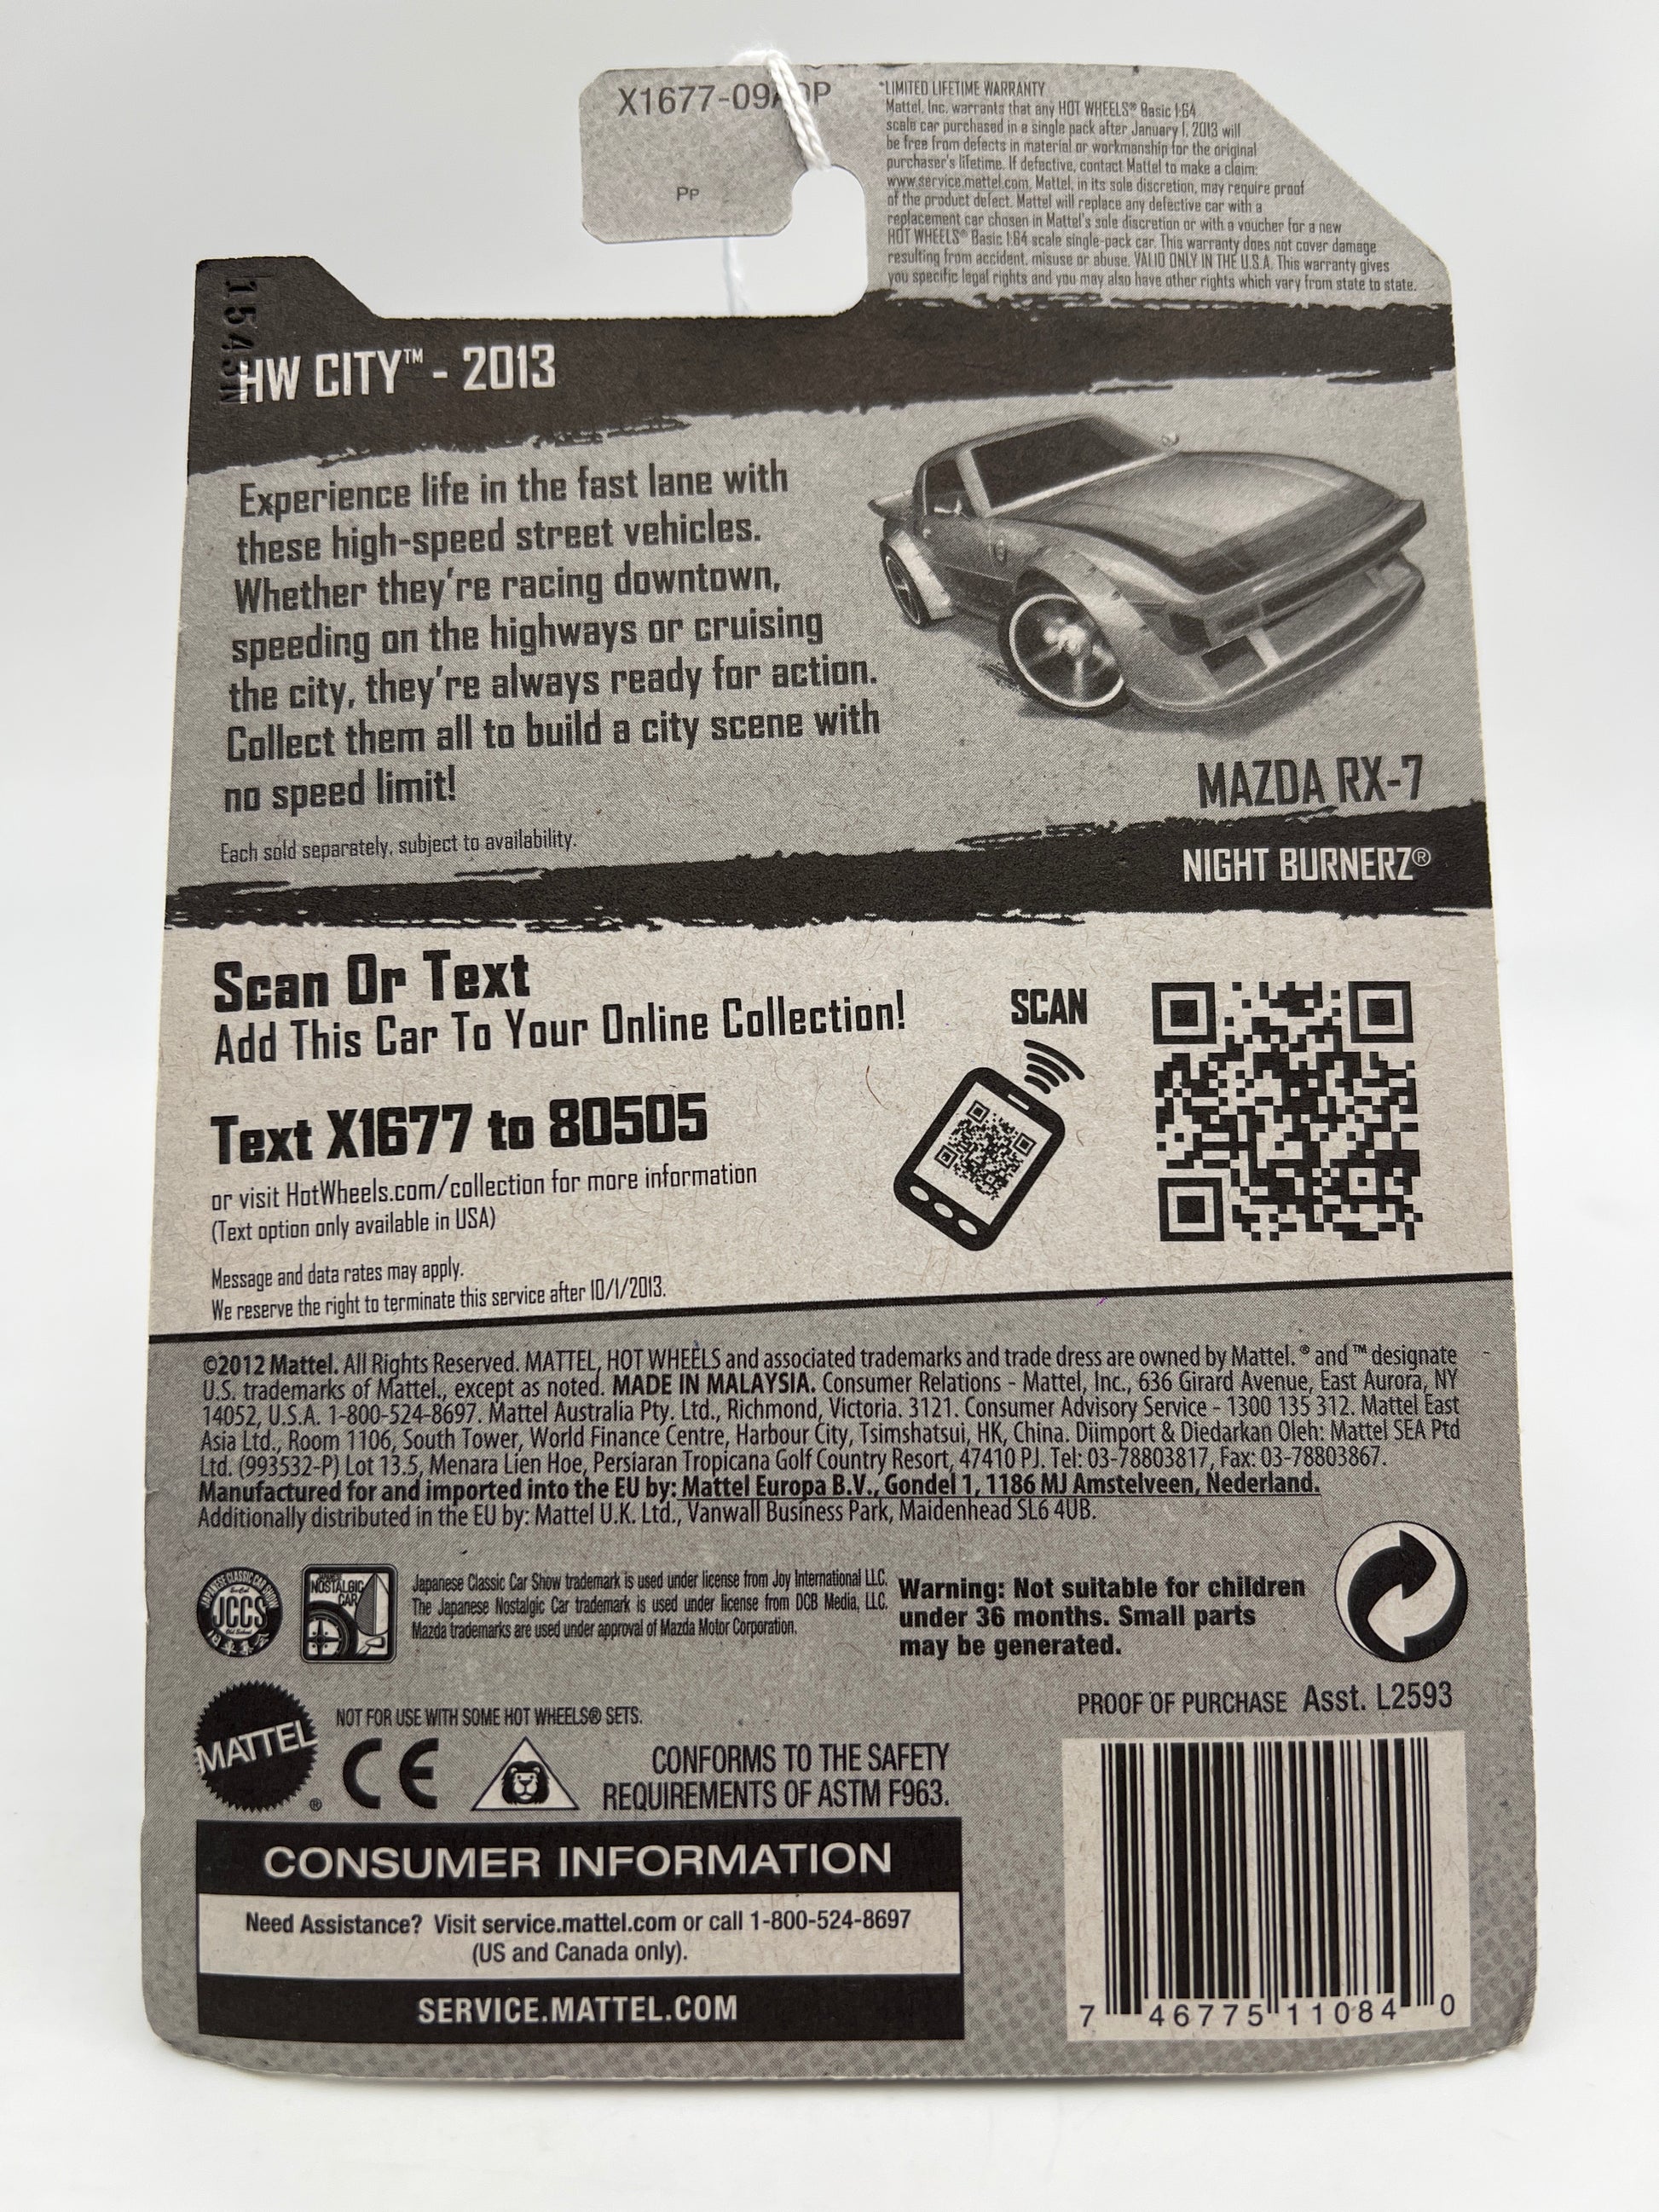 X1677-09A0P
Pp
*LIMITED LIFETIME WARRANTY
Mattel, Inc. warrants that any HOT WHEELS® Basic 1:64
scale car purchased in a single pack after January 1, 2013 will
be free from defects in material or workmanship for the original
purchaser's lifetime. If defective, contact Mattel to make a claim:
www.service.mattel.com. Mattel, in its sole discretion, may require proof
of the product defect. Mattel will replace any defective car with a
replacement car chosen in Mattel's sole discretion or with a voucher for a new
HOT WHEELS® Basic 1:64 scale single-pack car. This warranty does not cover damage
resulting from accident, misuse or abuse. VALID ONLY IN THE U.S.A. This warranty gives
you specific legal rights and you may also have other rights which vary from state to state.
HW CITY™ - 2013
Experience life in the fast lane with
these high-speed street vehicles.
Whether they're racing downtown,
speeding on the highways or cruising
the city, they're always ready for action.
Collect them all to build a city scene with
no speed limit!
Each sold separately, subject to availability.
MAZDA RX-7
NIGHT BURNERZ®
Scan Or Text
Add This Car To Your Online Collection!
SCAN
Text X1677 to 80505
or visit HotWheels.com/collection for more information
(Text option only available in USA)
Message and data rates may apply.
We reserve the right to terminate this service after 10/1/2013.
©2012 Mattel. All Rights Reserved. MATTEL, HOT WHEELS and associated trademarks and trade dress are owned by Mattel. ® and ™ designate
U.S. trademarks of Mattel., except as noted. MADE IN MALAYSIA. Consumer Relations - Mattel, Inc., 636 Girard Avenue, East Aurora, NY
14052, U.S.A. 1-800-524-8697. Mattel Australia Pty. Ltd., Richmond, Victoria. 3121. Consumer Advisory Service - 1300 135 312. Mattel East
Asia Ltd., Room 1106, South Tower, World Finance Centre, Harbour City, Tsimshatsui, HK, China. Diimport & Diedarkan Oleh: Mattel SEA Ptd
Ltd. (993532-P) Lot 13.5, Menara Lien Hoe, Persiaran Tropicana Golf Country Resort, 47410 PJ. Tel: 03-78803817, Fax: 03-78803867.
Manufactured for and imported into the EU by: Mattel Europa B.V., Gondel 1, 1186 MJ Amstelveen, Nederland.
Additionally distributed in the EU by: Mattel U.K. Ltd., Vanwall Business Park, Maidenhead SL6 4UB.
JAPANESE CLASSIC CAR SHOW
JCCS
NOSTALGIC
CAR
Japanese Classic Car Show trademark is used under license from Joy International LLC.
The Japanese Nostalgic Car trademark is used under license from DCB Media, LLC.
Mazda trademarks are used under approval of Mazda Motor Corporation.
Warning: Not suitable for children
under 36 months. Small parts
may be generated.
MATTEL®
NOT FOR USE WITH SOME HOT WHEELS® SETS.
CE
CONFORMS TO THE SAFETY
REQUIREMENTS OF ASTM F963.
PROOF OF PURCHASE Asst. L2593
CONSUMER INFORMATION
Need Assistance? Visit service.mattel.com or call 1-800-524-8697
(US and Canada only).
SERVICE.MATTEL.COM
7 46775 11084 0